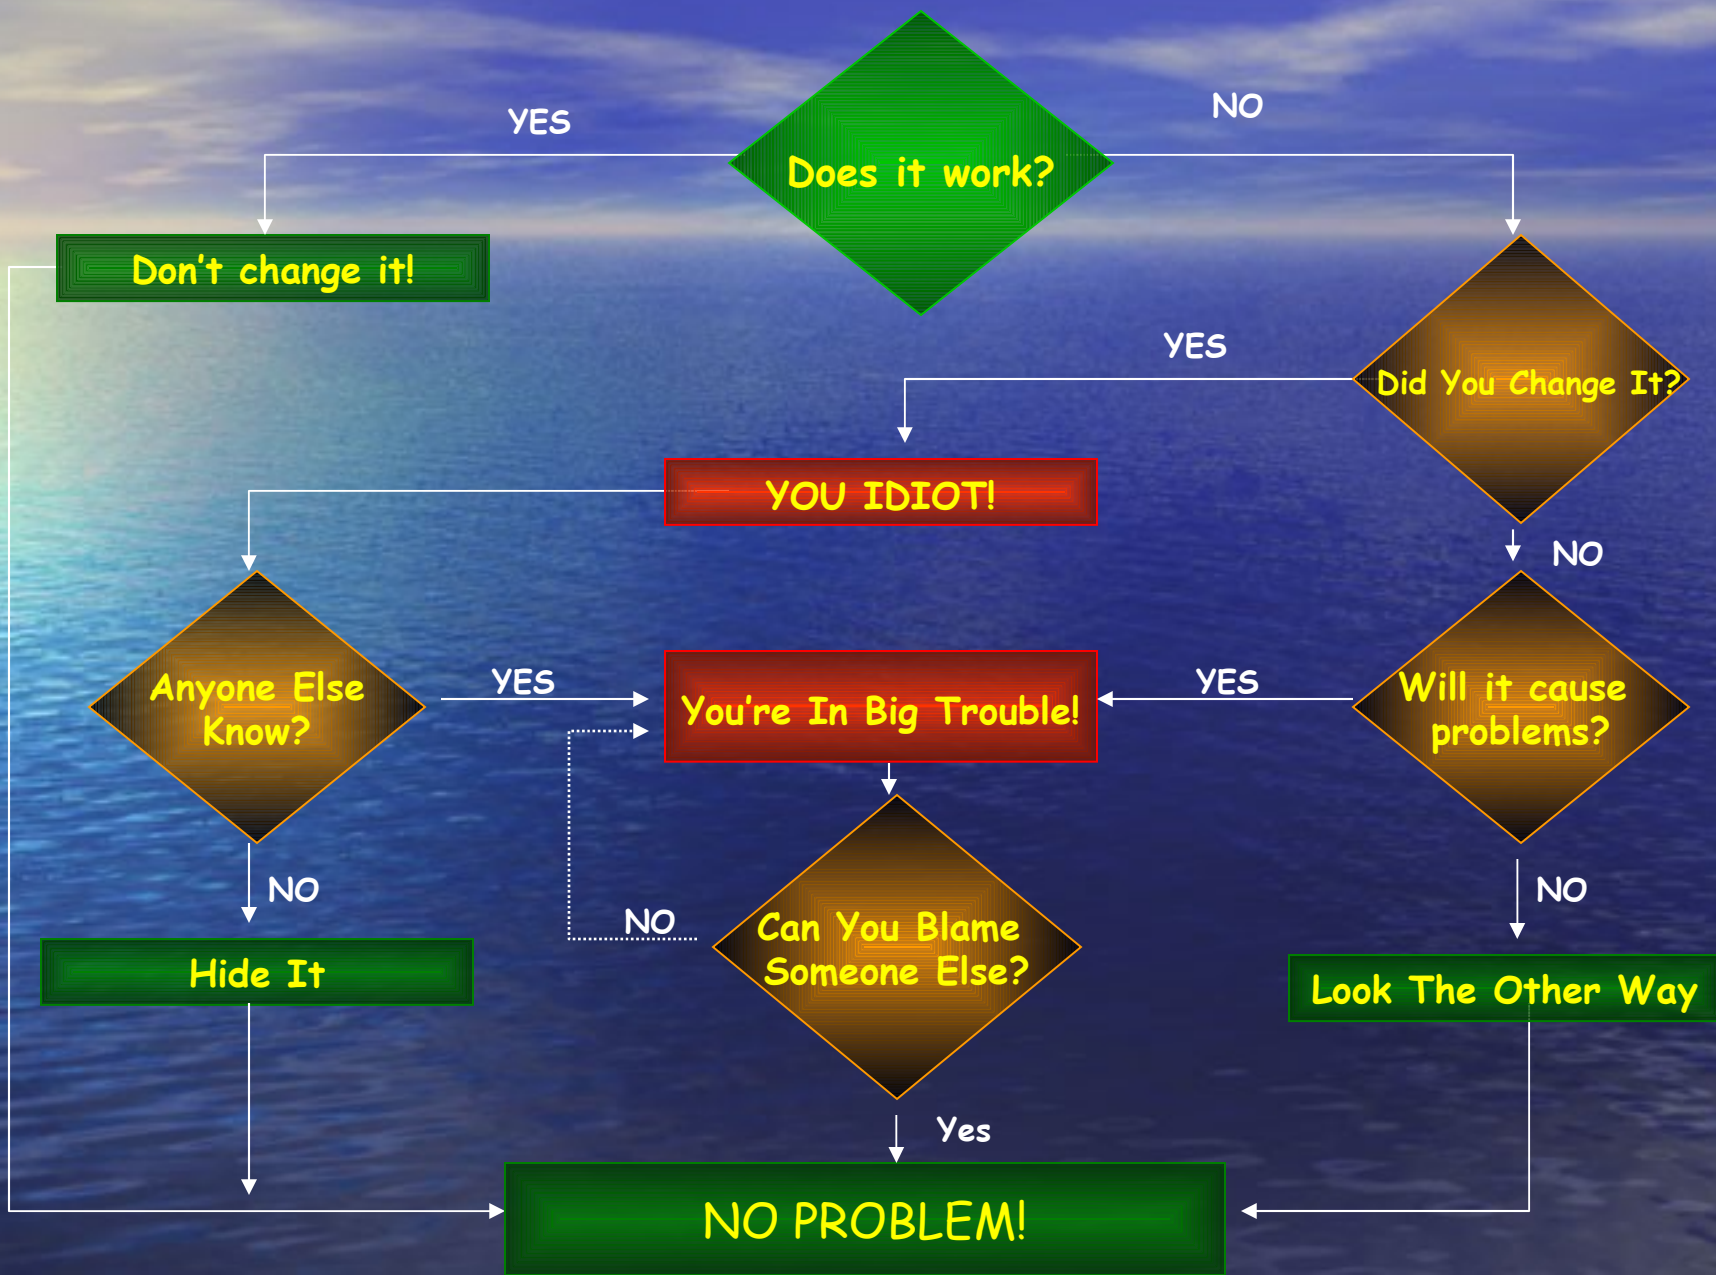 YES
NO
Does it work?
Don't change it!
YES
Did You Change It?
YOU IDIOT!
NO
Anyone Else
Know?
YES
You're In Big Trouble!
YES
Will it cause
problems?
NO
NO
Can You Blame
Someone Else?
NO
Hide It
Look The Other Way
Yes
NO PROBLEM!